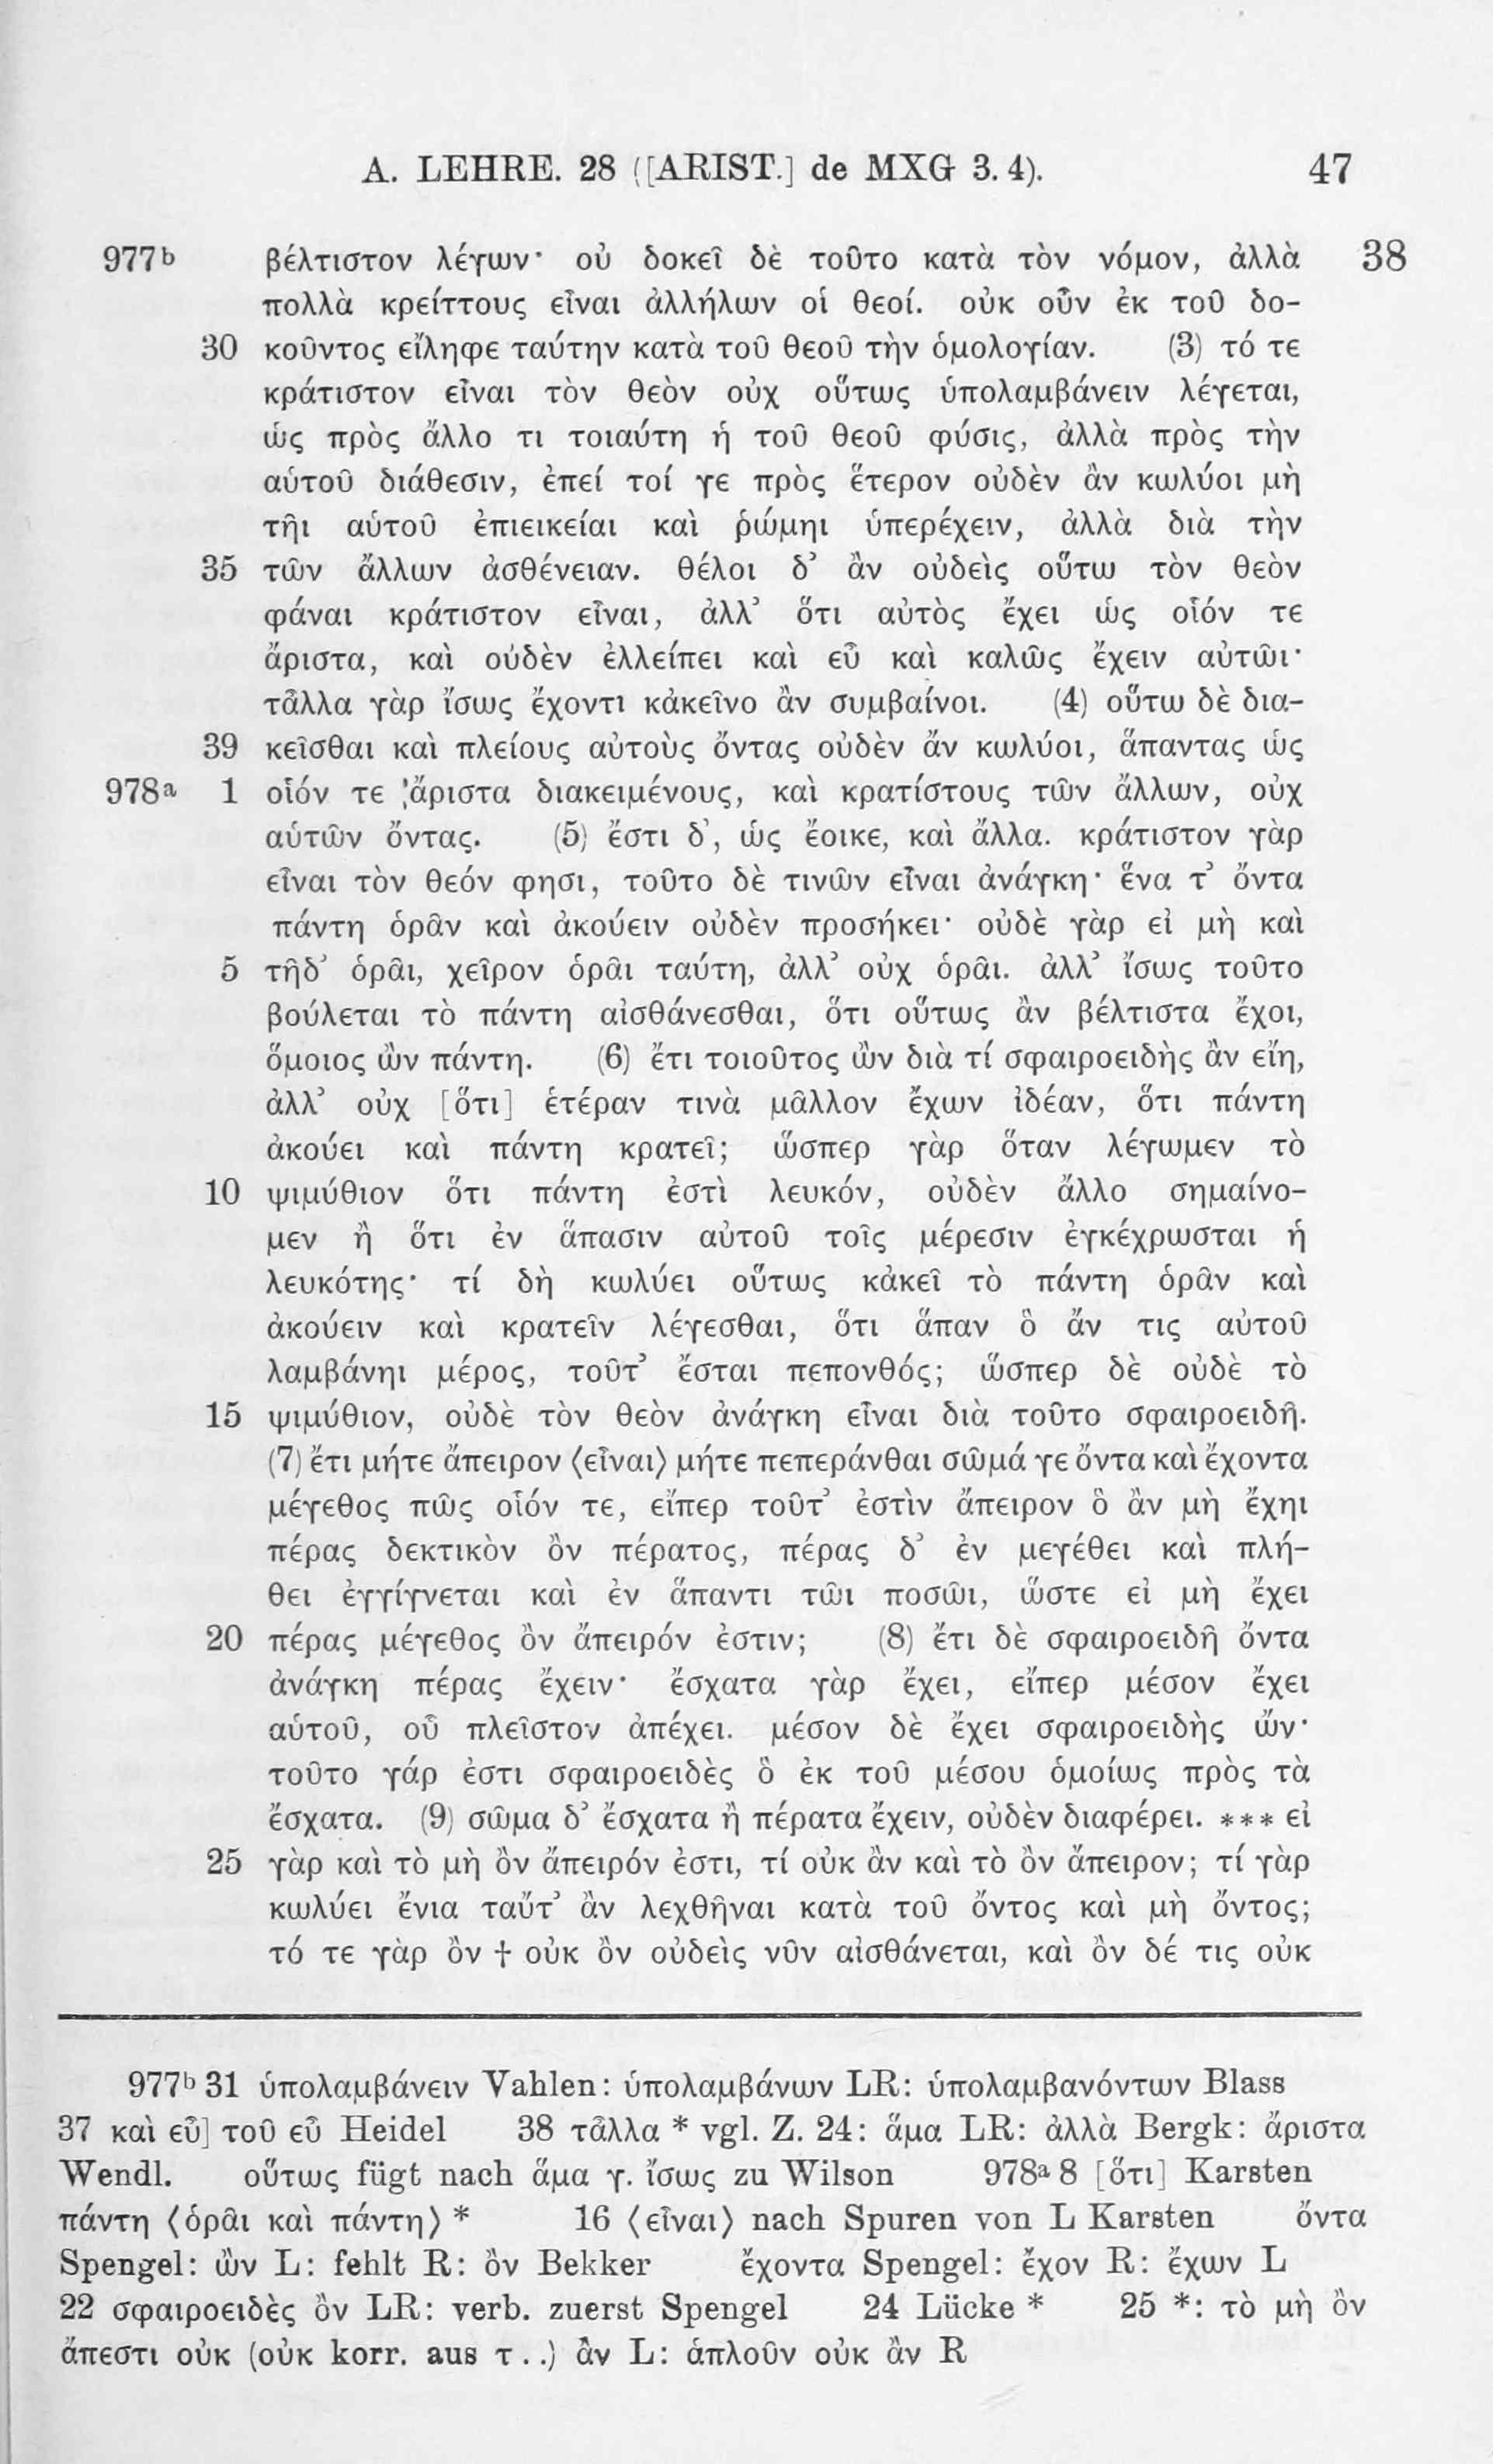 A. LEHRE. 28 ([ARIST.] de MXG 3. 4). 47
977b βέλτιστον λέγων· οὐ δοκεῖ δὲ τοῦτο κατὰ τὸν νόμον, ἀλλὰ 38
πολλὰ κρείττους εἶναι ἀλλήλων οἱ θεοί. οὐκ οὖν ἐκ τοῦ δο-
30 κοῦντος εἴληφε ταύτην κατὰ τοῦ θεοῦ τὴν ὁμολογίαν. (3) τό τε
κράτιστον εἶναι τὸν θεὸν οὐχ οὕτως ὑπολαμβάνειν λέγεται,
ὡς πρὸς ἄλλο τι τοιαύτη ἡ τοῦ θεοῦ φύσις, ἀλλὰ πρὸς τὴν
αὑτοῦ διάθεσιν, ἐπεί τοί γε πρὸς ἕτερον οὐδὲν ἂν κωλύοι μὴ
τῆι αὑτοῦ ἐπιεικείαι καὶ ῥώμηι ὑπερέχειν, ἀλλὰ διὰ τὴν
35 τῶν ἄλλων ἀσθένειαν. θέλοι δ' ἂν οὐδεὶς οὕτω τὸν θεὸν
φάναι κράτιστον εἶναι, ἀλλ' ὅτι αὐτὸς ἔχει ὡς οἷόν τε
ἄριστα, καὶ οὐδὲν ἐλλείπει καὶ εὖ καὶ καλῶς ἔχειν αὐτῶι·
τἆλλα γὰρ ἴσως ἔχοντι κἀκεῖνο ἂν συμβαίνοι. (4) οὕτω δὲ δια-
39 κεῖσθαι καὶ πλείους αὐτοὺς ὄντας οὐδὲν ἄν κωλύοι, ἅπαντας ὡς
978a 1 οἷόν τε ¦ἄριστα διακειμένους, καὶ κρατίστους τῶν ἄλλων, οὐχ
αὑτῶν ὄντας. (5) ἔστι δ', ὡς ἔοικε, καὶ ἄλλα. κράτιστον γὰρ
εἶναι τὸν θεόν φησι, τοῦτο δὲ τινῶν εἶναι ἀνάγκη· ἕνα τ' ὄντα
πάντη ὁρᾶν καὶ ἀκούειν οὐδὲν προσήκει· οὐδὲ γὰρ εἰ μὴ καὶ
5 τῆδ' ὁρᾶι, χεῖρον ὁρᾶι ταύτη, ἀλλ' οὐχ ὁρᾶι. ἀλλ' ἴσως τοῦτο
βούλεται τὸ πάντη αἰσθάνεσθαι, ὅτι οὕτως ἂν βέλτιστα ἔχοι,
ὅμοιος ὢν πάντη. (6) ἔτι τοιοῦτος ὢν διὰ τί σφαιροειδὴς ἂν εἴη,
ἀλλ' οὐχ [ὅτι] ἑτέραν τινὰ μᾶλλον ἔχων ἰδέαν, ὅτι πάντη
ἀκούει καὶ πάντη κρατεῖ; ὥσπερ γὰρ ὅταν λέγωμεν τὸ
10 ψιμύθιον ὅτι πάντη ἐστὶ λευκόν, οὐδὲν ἄλλο σημαίνο-
μεν ἢ ὅτι ἐν ἅπασιν αὐτοῦ τοῖς μέρεσιν ἐγκέχρωσται ἡ
λευκότης· τί δὴ κωλύει οὕτως κἀκεῖ τὸ πάντη ὁρᾶν καὶ
ἀκούειν καὶ κρατεῖν λέγεσθαι, ὅτι ἅπαν ὃ ἄν τις αὐτοῦ
λαμβάνηι μέρος, τοῦτ' ἔσται πεπονθός; ὥσπερ δὲ οὐδὲ τὸ
15 ψιμύθιον, οὐδὲ τὸν θεὸν ἀνάγκη εἶναι διὰ τοῦτο σφαιροειδῆ.
(7) ἔτι μήτε ἄπειρον ⟨εἶναι⟩ μήτε πεπεράνθαι σῶμά γε ὄντα καὶ ἔχοντα
μέγεθος πῶς οἷόν τε, εἴπερ τοῦτ' ἐστὶν ἄπειρον ὃ ἂν μὴ ἔχηι
πέρας δεκτικὸν ὂν πέρατος, πέρας δ' ἐν μεγέθει καὶ πλή-
θει ἐγγίγνεται καὶ ἐν ἅπαντι τῶι ποσῶι, ὥστε εἰ μὴ ἔχει
20 πέρας μέγεθος ὂν ἄπειρόν ἐστιν; (8) ἔτι δὲ σφαιροειδῆ ὄντα
ἀνάγκη πέρας ἔχειν· ἔσχατα γὰρ ἔχει, εἴπερ μέσον ἔχει
αὑτοῦ, οὗ πλεῖστον ἀπέχει. μέσον δὲ ἔχει σφαιροειδὴς ὤν·
τοῦτο γάρ ἐστι σφαιροειδὲς ὃ ἐκ τοῦ μέσου ὁμοίως πρὸς τὰ
ἔσχατα. (9) σῶμα δ' ἔσχατα ἢ πέρατα ἔχειν, οὐδὲν διαφέρει. *** εἰ
25 γὰρ καὶ τὸ μὴ ὂν ἄπειρόν ἐστι, τί οὐκ ἂν καὶ τὸ ὂν ἄπειρον; τί γὰρ
κωλύει ἔνια ταὔτ' ἂν λεχθῆναι κατὰ τοῦ ὄντος καὶ μὴ ὄντος;
τό τε γὰρ ὂν † οὐκ ὂν οὐδεὶς νῦν αἰσθάνεται, καὶ ὂν δέ τις οὐκ
977b 31 ὑπολαμβάνειν Vahlen: ὑπολαμβάνων LR: ὑπολαμβανόντων Blass
37 καὶ εὖ] τοῦ εὖ Heidel 38 τἆλλα * vgl. Z. 24: ἅμα LR: ἀλλὰ Bergk: ἄριστα
Wendl. οὕτως fügt nach ἅμα γ. ἴσως zu Wilson 978a 8 [ὅτι] Karsten
πάντη ⟨ὁρᾶι καὶ πάντη⟩ * 16 ⟨εἶναι⟩ nach Spuren von L Karsten ὄντα
Spengel: ὢν L: fehlt R: ὂν Bekker ἔχοντα Spengel: ἔχον R: ἔχων L
22 σφαιροειδὲς ὂν LR: verb. zuerst Spengel 24 Lücke * 25 *: τὸ μὴ ὂν
ἄπεστι οὐκ (οὐκ korr. aus τ..) ἂν L: ἁπλοῦν οὐκ ἂν R